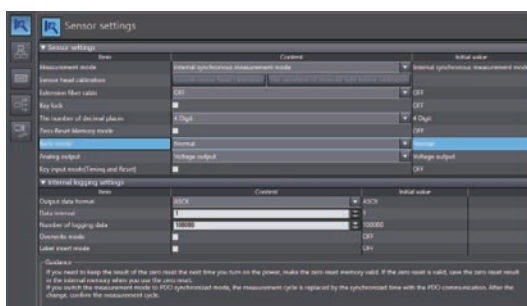 Sensor settings
▼ Sensor settings
Item Content Initial value
Measurement mode Internal synchronous measurement mode Internal synchronous measurement mode
Sensor head calibration
Extension fiber cable OFF OFF
Key lock OFF
The number of decimal places 4 Digit 4 Digit
Zero Reset Memory mode OFF
Bank mode Normal Normal
Analog output Voltage output Voltage output
Key input mode(Timing and Reset) OFF
▼ Internal logging settings
Item Content Initial value
Output data format ASCII ASCII
Data interval 1 1
Number of logging data 100000 100000
Overwrite mode OFF
Label insert mode OFF
Guidance
If you need to keep the result of the zero reset the next time you turn on the power, make the zero reset memory valid. If the zero reset is valid, save the zero reset result
in the internal memory when you use the zero reset.
If you switch the measurement mode to PDO synchronized mode, the measurement cycle is replaced by the synchronized time with the PDO communication. After the
change, confirm the measurement cycle.